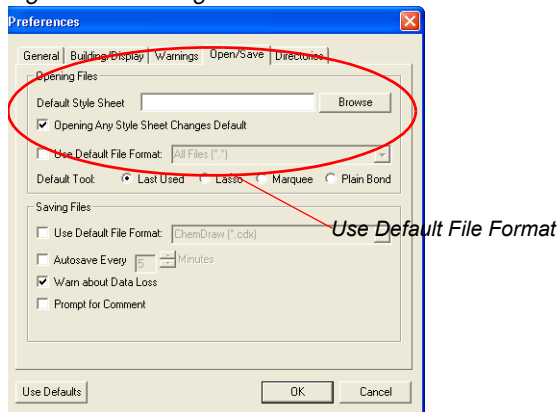 Preferences
General Building/Display Warnings Open/Save Directories
Opening Files
Default Style Sheet Browse
Opening Any Style Sheet Changes Default
Use Default File Format: All Files (*.*)
Default Tool: Last Used Lasso Marquee Plain Bond
Saving Files
Use Default File Format: ChemDraw (*.cdx)
Use Default File Format
Autosave Every 5 Minutes
Warn about Data Loss
Prompt for Comment
Use Defaults OK Cancel